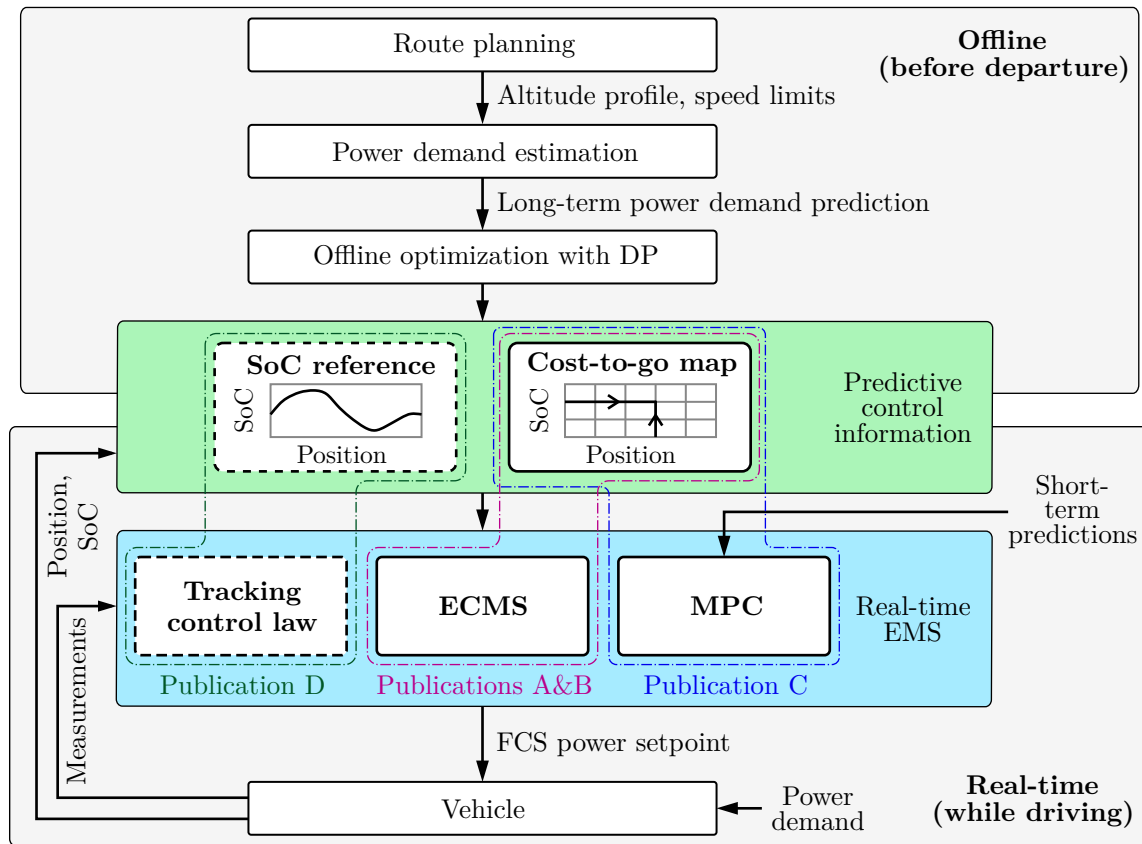 Route planning
Offline
(before departure)
Altitude profile, speed limits
Power demand estimation
Long-term power demand prediction
Offline optimization with DP
SoC reference
SoC
Position
Cost-to-go map
SoC
Position
Predictive
control
information
Position,
SoC
Short-
term
predictions
Tracking
control law
ECMS
MPC
Real-time
EMS
Publication D
Publications A&B
Publication C
Measurements
FCS power setpoint
Vehicle
Power
demand
Real-time
(while driving)